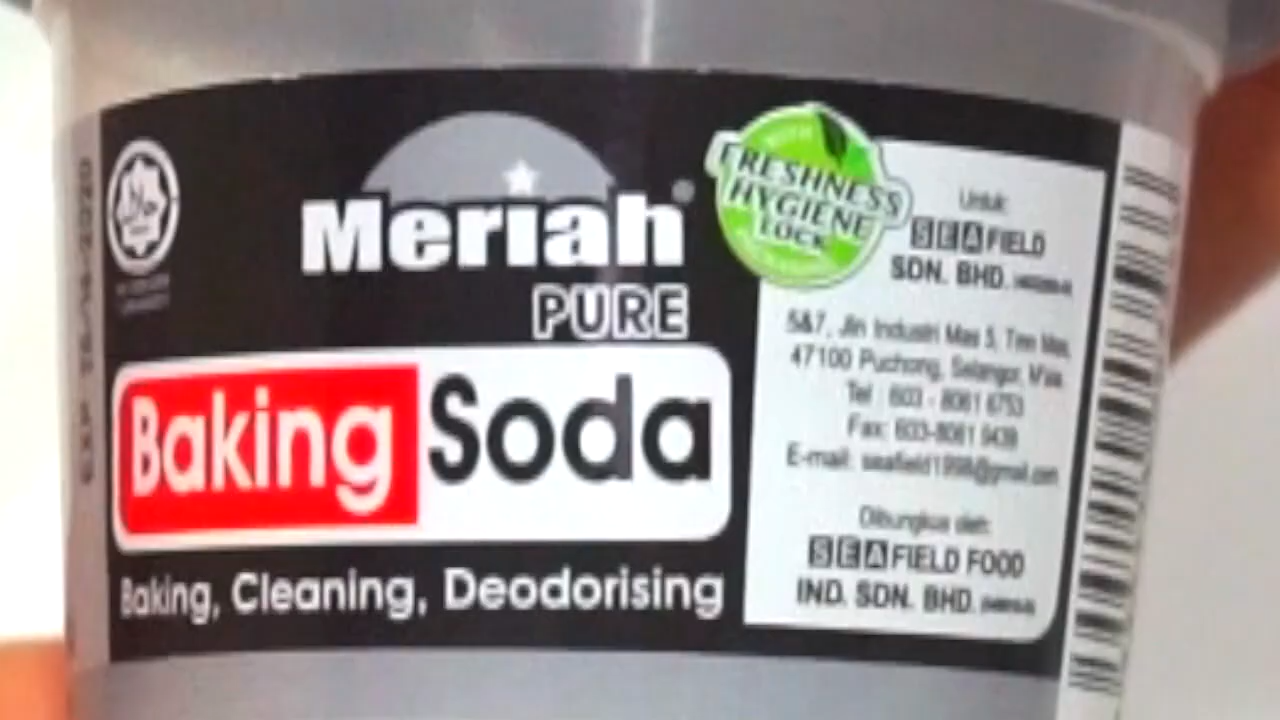 Meriah®
PURE
Baking Soda
Baking, Cleaning, Deodorising
FRESHNESS
HYGIENE
LOCK
Untuk:
SEAFIELD
SDN. BHD.
5&7, Jln Industri Mas 5, Tmn Mas,
47100 Puchong, Selangor, M'sia.
Tel : 603 - 8061 6753
Fax: 603-8061
E-mail: seafield1998@gmail.com
Dibungkus oleh:
SEAFIELD FOOD
IND. SDN. BHD.
EXP